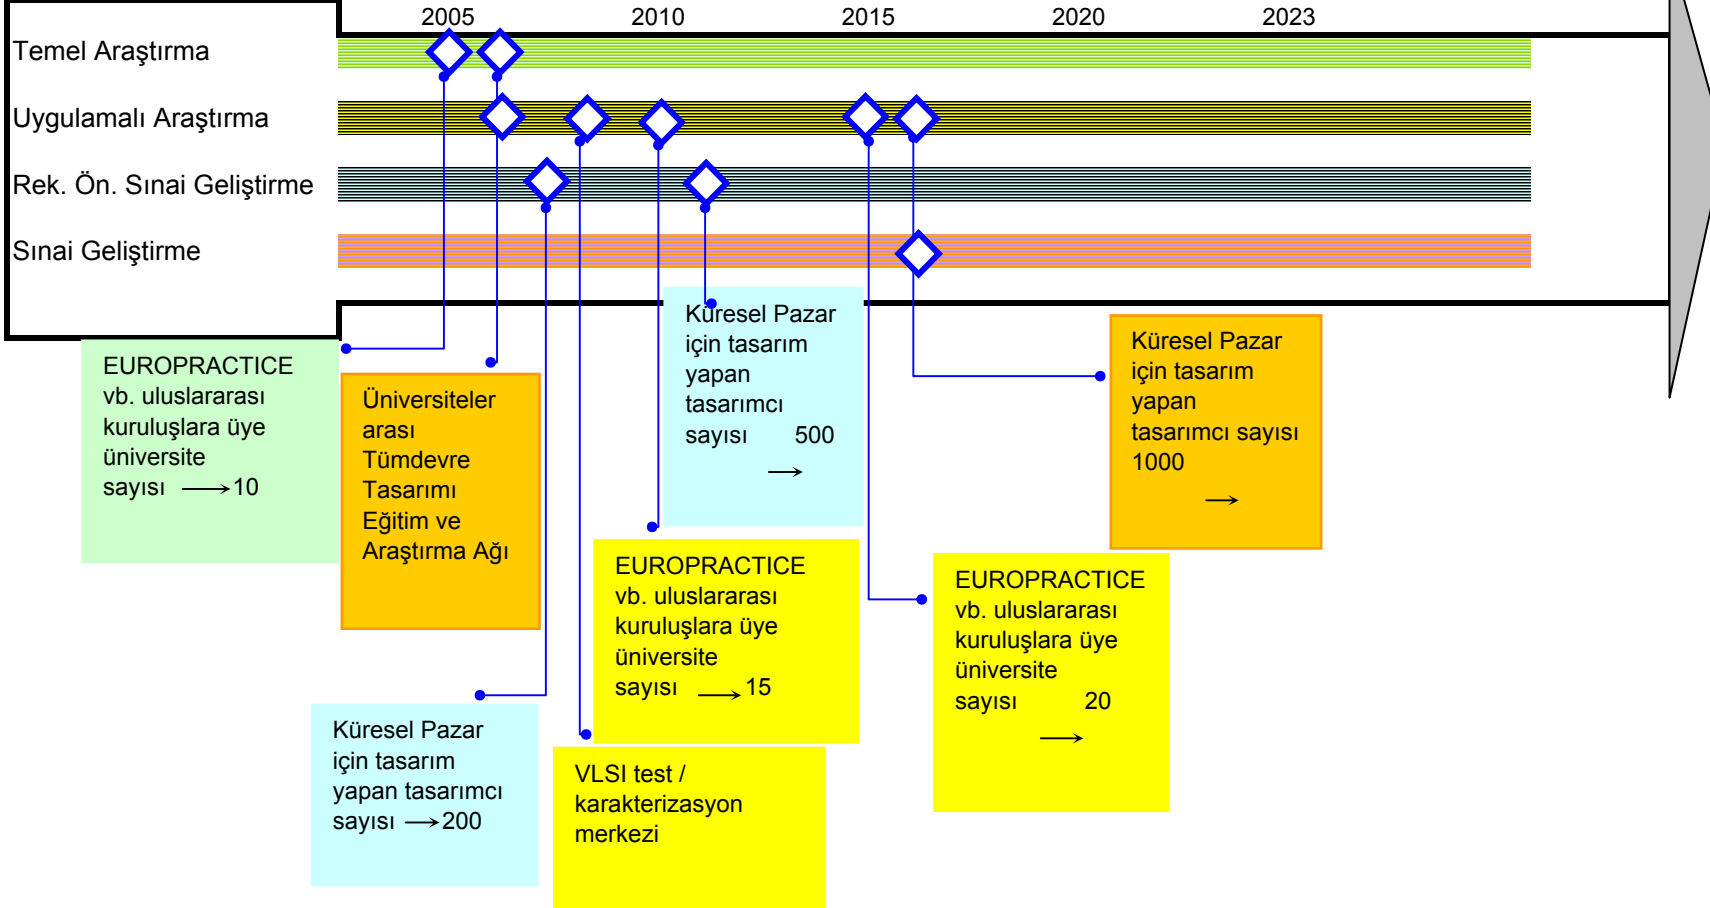 2005 2010 2015 2020 2023
Temel Araştırma
Uygulamalı Araştırma
Rek. Ön. Sınai Geliştirme
Sınai Geliştirme
EUROPRACTICE
vb. uluslararası
kuruluşlara üye
üniversite
sayısı → 10
Üniversiteler
arası
Tümdevre
Tasarımı
Eğitim ve
Araştırma Ağı
Küresel Pazar
için tasarım
yapan
tasarımcı
sayısı 500
→
Küresel Pazar
için tasarım
yapan
tasarımcı sayısı
1000
→
EUROPRACTICE
vb. uluslararası
kuruluşlara üye
üniversite
sayısı → 15
EUROPRACTICE
vb. uluslararası
kuruluşlara üye
üniversite
sayısı 20
→
Küresel Pazar
için tasarım
yapan tasarımcı
sayısı → 200
VLSI test /
karakterizasyon
merkezi